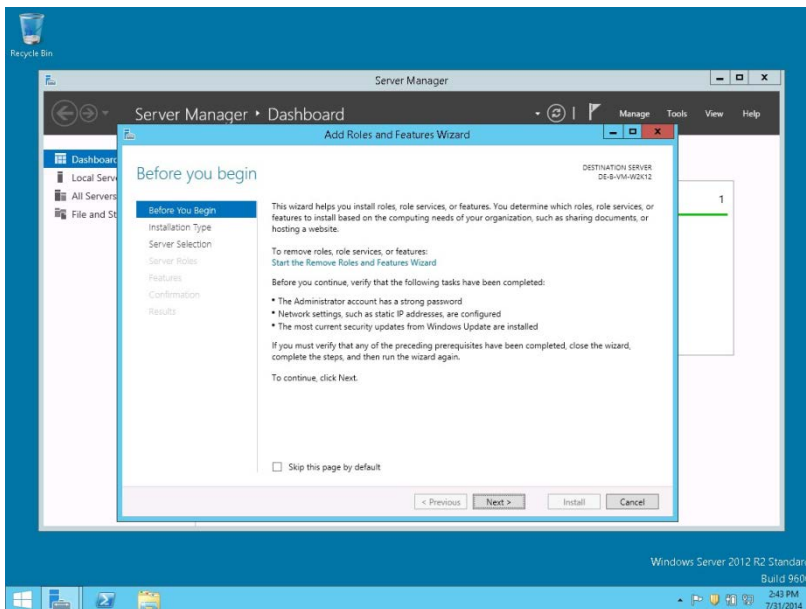 Recycle Bin
Server Manager
Server Manager ‣ Dashboard
Manage Tools View Help
Add Roles and Features Wizard
Dashboard
Local Serve
All Servers
File and St
1
Before you begin
DESTINATION SERVER
DE-B-VM-W2K12
Before You Begin
Installation Type
Server Selection
Server Roles
Features
Confirmation
Results
This wizard helps you install roles, role services, or features. You determine which roles, role services, or
features to install based on the computing needs of your organization, such as sharing documents, or
hosting a website.
To remove roles, role services, or features:
Start the Remove Roles and Features Wizard
Before you continue, verify that the following tasks have been completed:
• The Administrator account has a strong password
• Network settings, such as static IP addresses, are configured
• The most current security updates from Windows Update are installed
If you must verify that any of the preceding prerequisites have been completed, close the wizard,
complete the steps, and then run the wizard again.
To continue, click Next.
Skip this page by default
< Previous Next > Install Cancel
Windows Server 2012 R2 Standar
Build 960
2:43 PM
7/31/2014